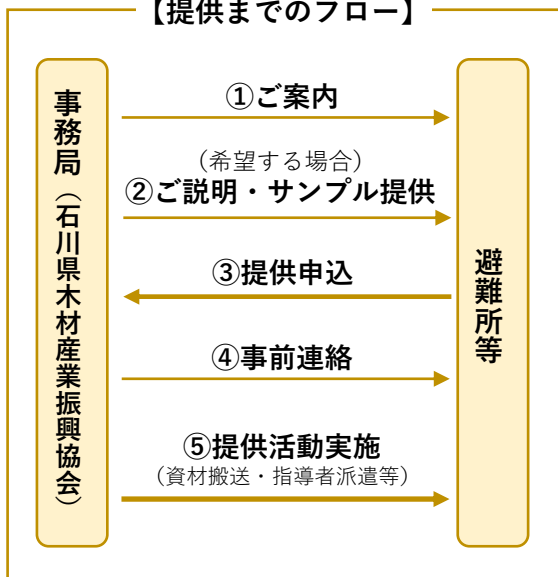 【提供までのフロー】
事務局（石川県木材産業振興協会）
①ご案内
（希望する場合）
②ご説明・サンプル提供
③提供申込
④事前連絡
⑤提供活動実施
（資材搬送・指導者派遣等）
避難所等